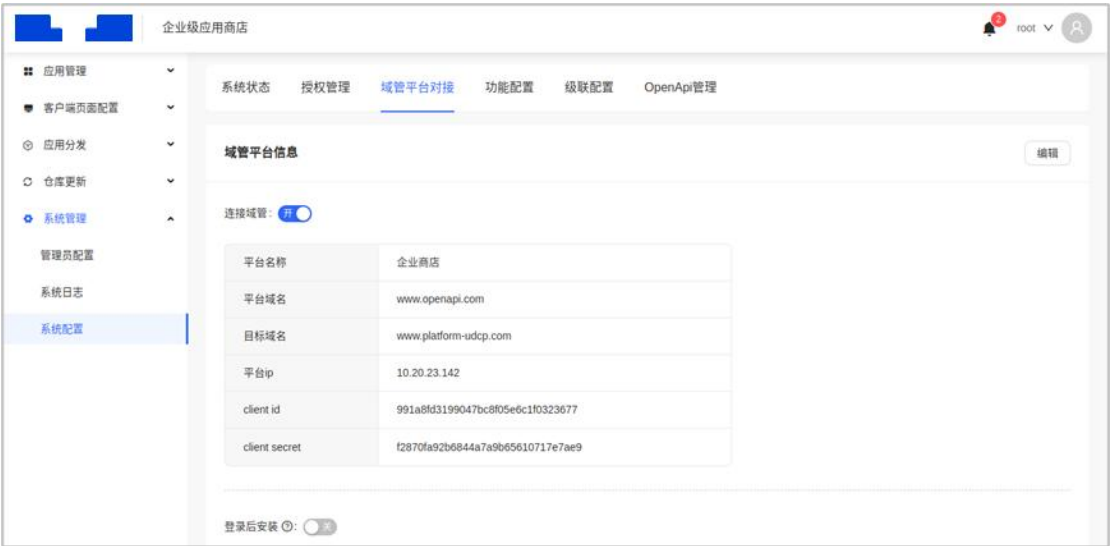 企业级应用商店
2
root
应用管理
客户端页面配置
应用分发
仓库更新
系统管理
管理员配置
系统日志
系统配置
系统状态 授权管理 域管平台对接 功能配置 级联配置 OpenApi管理
域管平台信息 编辑
连接域管: 开
平台名称 企业商店
平台域名 www.openapi.com
目标域名 www.platform-udcp.com
平台ip 10.20.23.142
client id 991a8fd3199047bc8f05e6c1f0323677
client secret f2870fa92b6844a7a9b65610717e7ae9
登录后安装 ?: 关